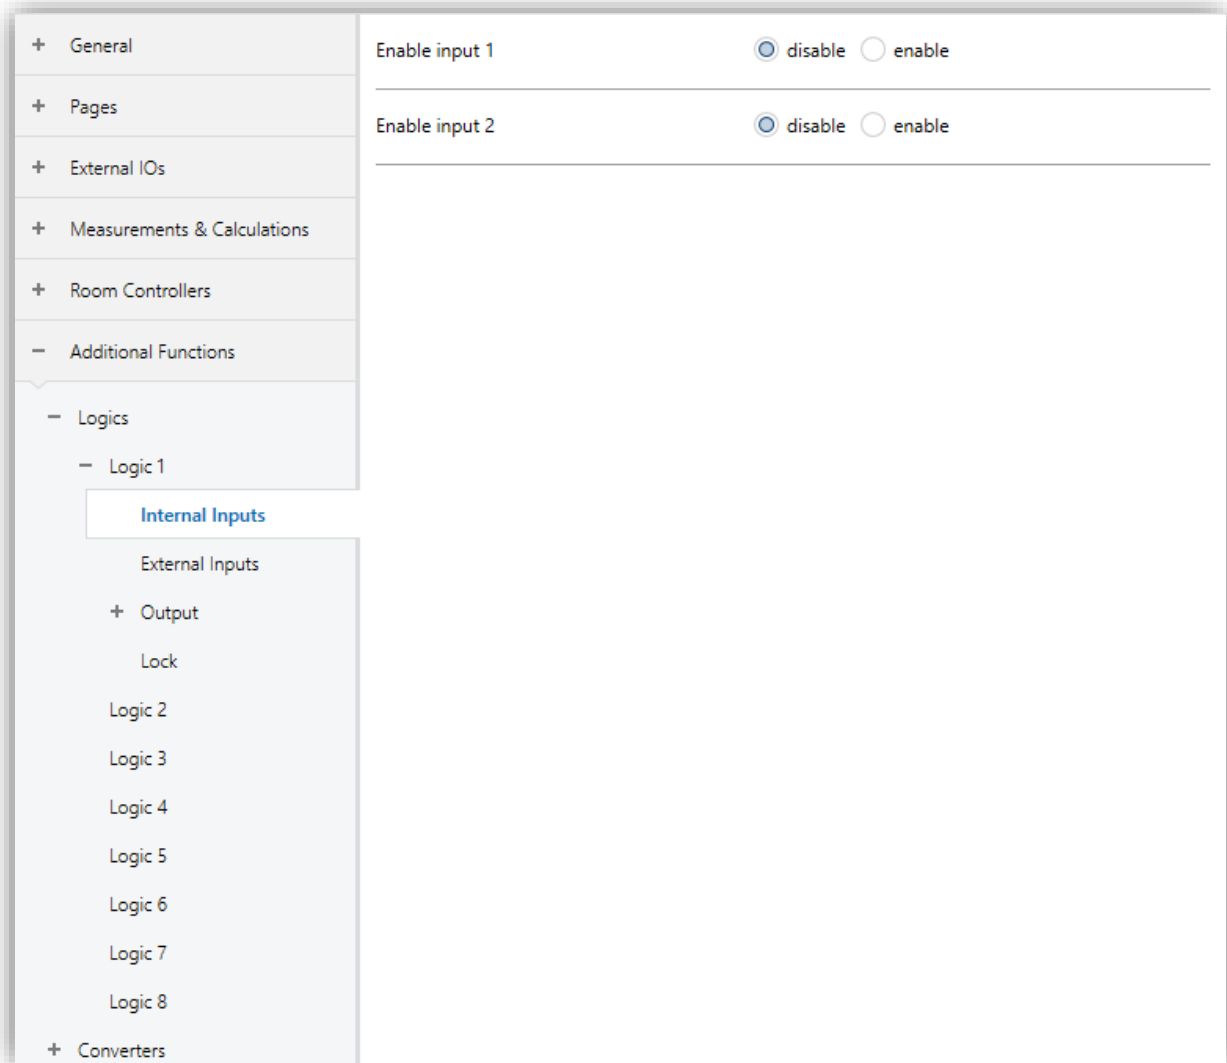 General
Pages
External IOs
Measurements & Calculations
Room Controllers
Additional Functions
Logics
Logic 1
Internal Inputs
External Inputs
Output
Lock
Logic 2
Logic 3
Logic 4
Logic 5
Logic 6
Logic 7
Logic 8
Converters
Enable input 1 disable enable
Enable input 2 disable enable